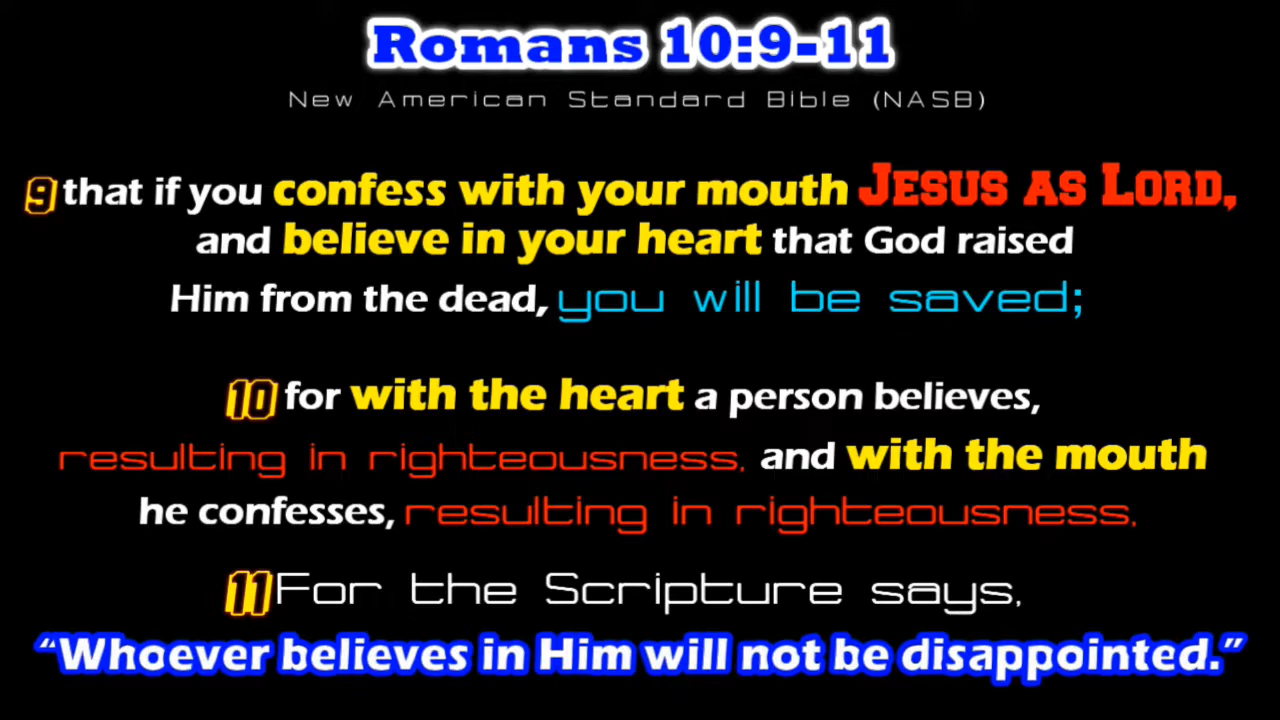 Romans 10:9-11
New American Standard Bible (NASB)
9 that if you confess with your mouth Jesus as Lord,
and believe in your heart that God raised
Him from the dead, you will be saved;
10 for with the heart a person believes,
resulting in righteousness, and with the mouth
he confesses, resulting in righteousness.
11 For the Scripture says,
“Whoever believes in Him will not be disappointed.”